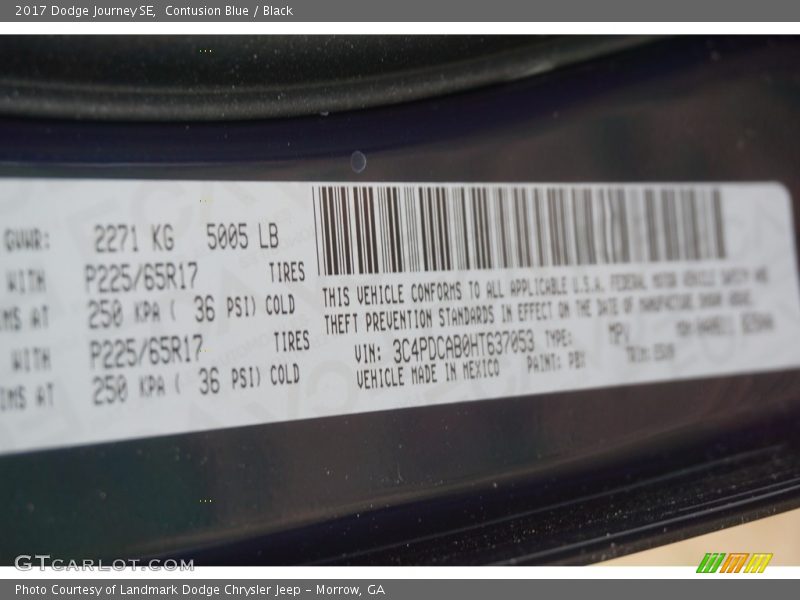 2017 Dodge Journey SE, Contusion Blue / Black
GVWR: 2271 KG 5005 LB
WITH P225/65R17 TIRES
IMS AT 250 KPA ( 36 PSI) COLD
WITH P225/65R17 TIRES
IMS AT 250 KPA ( 36 PSI) COLD
THIS VEHICLE CONFORMS TO ALL APPLICABLE U.S.A. FEDERAL MOTOR VEHICLE SAFETY AND
THEFT PREVENTION STANDARDS IN EFFECT ON THE DATE OF MANUFACTURE SHOWN ABOVE.
VIN: 3C4PDCAB0HT637053 TYPE: MPV
VEHICLE MADE IN MEXICO PAINT: PBY
GTCARLOT.COM
Photo Courtesy of Landmark Dodge Chrysler Jeep – Morrow, GA